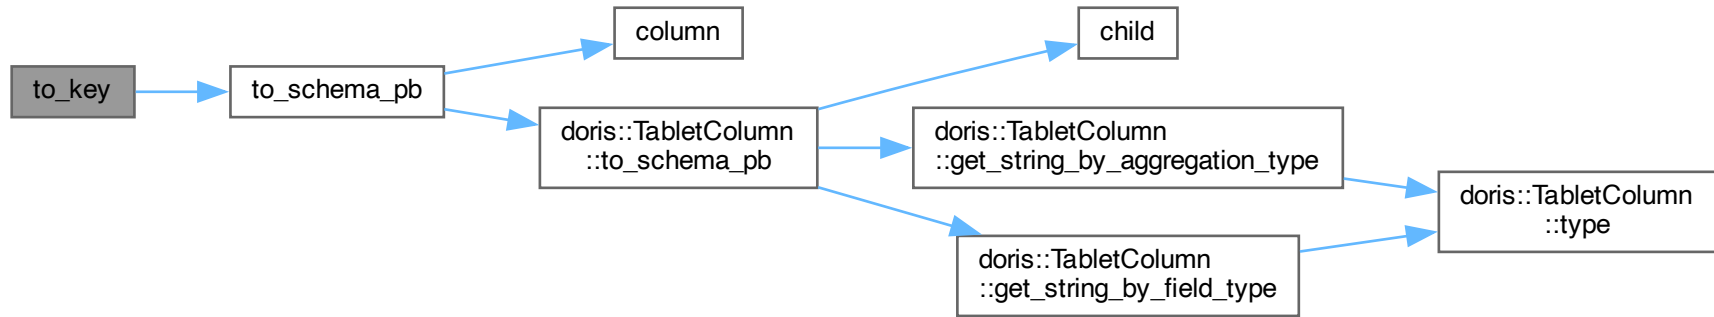 to_key
to_schema_pb
column
doris::TabletColumn
::to_schema_pb
child
doris::TabletColumn
::get_string_by_aggregation_type
doris::TabletColumn
::get_string_by_field_type
doris::TabletColumn
::type